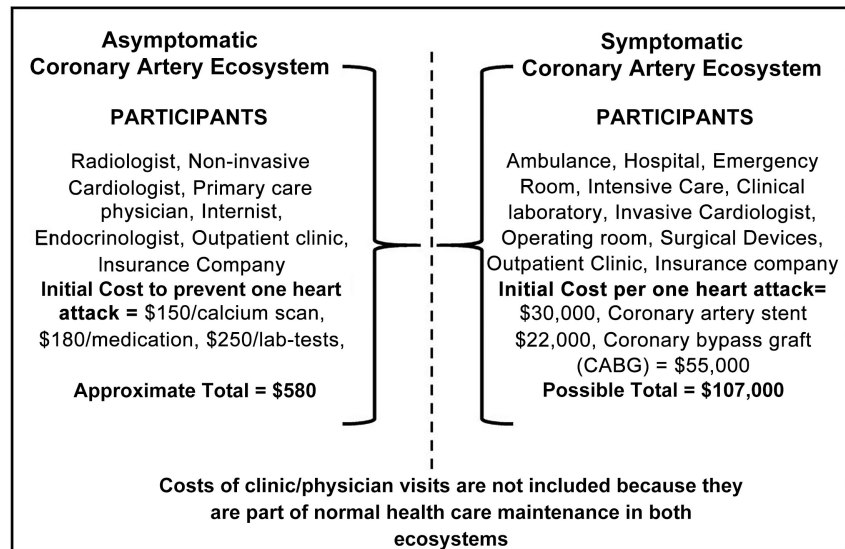 Asymptomatic
Coronary Artery Ecosystem
PARTICIPANTS
Radiologist, Non-invasive
Cardiologist, Primary care
physician, Internist,
Endocrinologist, Outpatient clinic,
Insurance Company
Initial Cost to prevent one heart
attack = $150/calcium scan,
$180/medication, $250/lab-tests,
Approximate Total = $580
Symptomatic
Coronary Artery Ecosystem
PARTICIPANTS
Ambulance, Hospital, Emergency
Room, Intensive Care, Clinical
laboratory, Invasive Cardiologist,
Operating room, Surgical Devices,
Outpatient Clinic, Insurance company
Initial Cost per one heart attack=
$30,000, Coronary artery stent
$22,000, Coronary bypass graft
(CABG) = $55,000
Possible Total = $107,000
Costs of clinic/physician visits are not included because they
are part of normal health care maintenance in both
ecosystems